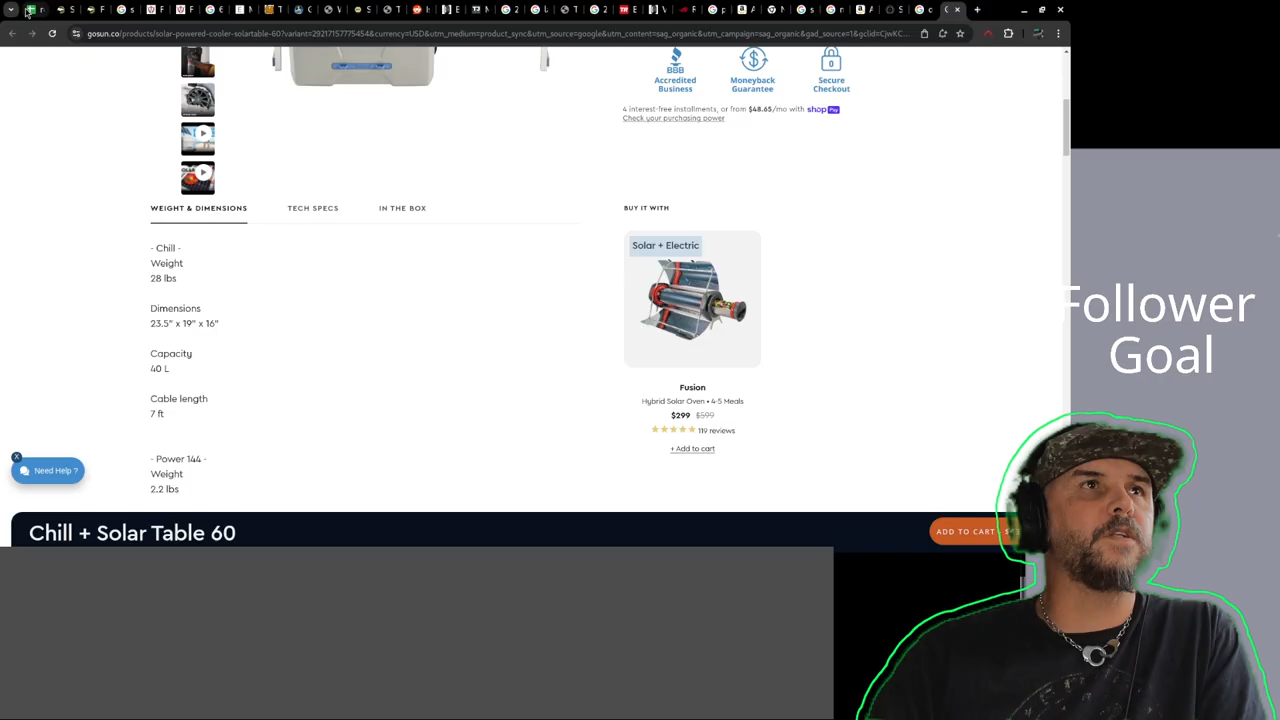 gosun.co/products/solar-powered-cooler-solartable-60?variant=29217157775454&currency=USD&utm_medium=product_sync&utm_source=google&utm_content=sag_organic&utm_campaign=sag_organic&gad_source=1&gclid=CjwKC...
BBB
Accredited
Business
Moneyback
Guarantee
Secure
Checkout
4 interest-free installments, or from $48.65/mo with shop Pay
Check your purchasing power
WEIGHT & DIMENSIONS
TECH SPECS
IN THE BOX
BUY IT WITH
- Chill -
Weight
28 lbs
Dimensions
23.5" x 19" x 16"
Capacity
40 L
Cable length
7 ft
- Power 144 -
Weight
2.2 lbs
Solar + Electric
Fusion
Hybrid Solar Oven • 4-5 Meals
$299 $599
119 reviews
+ Add to cart
X
Need Help ?
Chill + Solar Table 60
ADD TO CART
Follower
Goal